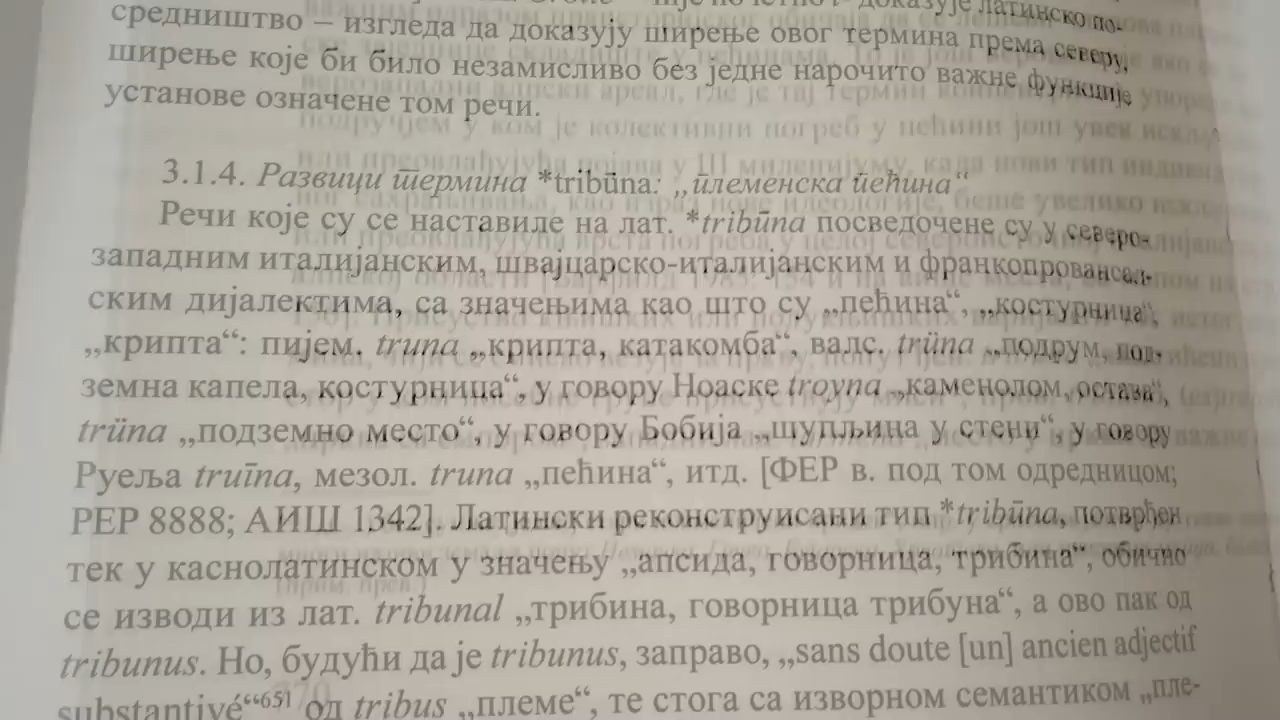 доказује латинско по-
средништво – изгледа да доказују ширење овог термина према северу,
ширење које би било незамисливо без једне нарочито важне функције
установе означене том речи.
3.1.4. Развици термина *tribūna: „племенска пећина“
Речи које су се наставиле на лат. *tribūna посведочене су у северо-
западним италијанским, швајцарско-италијанским и франкопровансал-
ским дијалектима, са значењима као што су „пећина“, „костурница“,
„крипта“: пијем. truna „крипта, катакомба“, валс. trüna „подрум, под-
земна капела, костурница“, у говору Ноаске troyna „каменолом, остава“,
trüna „подземно место“, у говору Бобија „шупљина у стени“, у говору
Руеља truīna, мезол. truna „пећина“, итд. [ФЕР в. под том одредницом;
РЕР 8888; АИШ 1342]. Латински реконструисани тип *tribūna, потврђен
тек у каснолатинском у значењу „апсида, говорница, трибина“, обично
се изводи из лат. tribunal „трибина, говорница трибуна“, а ово пак од
tribunus. Но, будући да је tribunus, заправо, „sans doute [un] ancien adjectif
substantivé“⁶⁵¹ од tribus „племе“, те стога са изворном семантиком „пле-